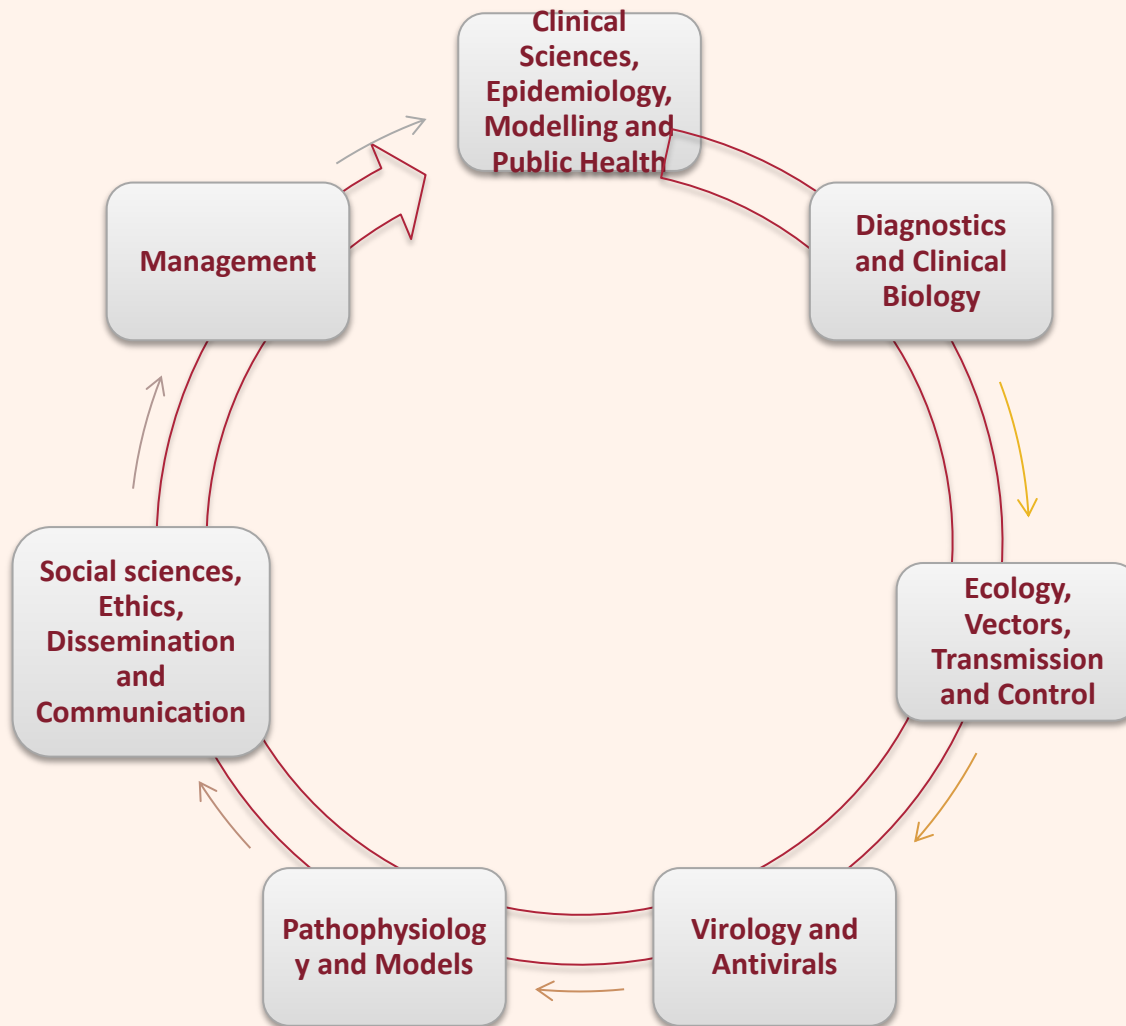 Clinical
Sciences,
Epidemiology,
Modelling and
Public Health
Diagnostics
and Clinical
Biology
Ecology,
Vectors,
Transmission
and Control
Virology and
Antivirals
Pathophysiolog
y and Models
Social sciences,
Ethics,
Dissemination
and
Communication
Management